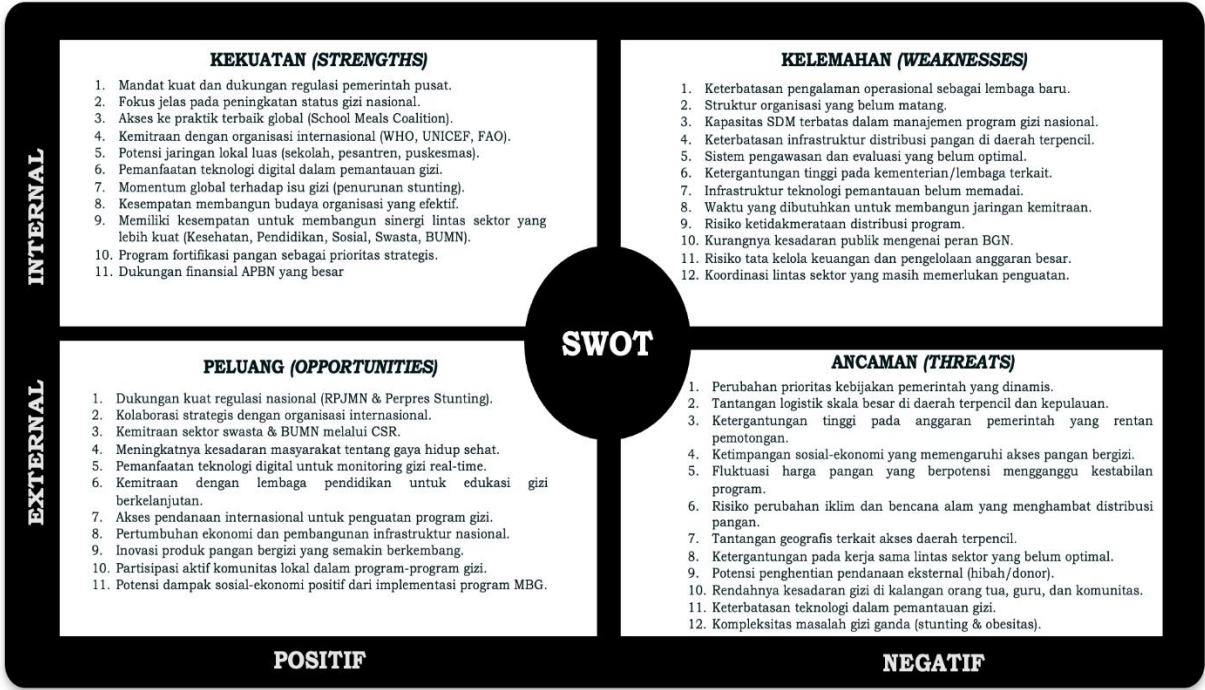 INTERNAL
KEKUATAN (STRENGTHS)
1. Mandat kuat dan dukungan regulasi pemerintah pusat.
2. Fokus jelas pada peningkatan status gizi nasional.
3. Akses ke praktik terbaik global (School Meals Coalition).
4. Kemitraan dengan organisasi internasional (WHO, UNICEF, FAO).
5. Potensi jaringan lokal luas (sekolah, pesantren, puskesmas).
6. Pemanfaatan teknologi digital dalam pemantauan gizi.
7. Momentum global terhadap isu gizi (penurunan stunting).
8. Kesempatan membangun budaya organisasi yang efektif.
9. Memiliki kesempatan untuk membangun sinergi lintas sektor yang
lebih kuat (Kesehatan, Pendidikan, Sosial, Swasta, BUMN).
10. Program fortifikasi pangan sebagai prioritas strategis.
11. Dukungan finansial APBN yang besar
KELEMAHAN (WEAKNESSES)
1. Keterbatasan pengalaman operasional sebagai lembaga baru.
2. Struktur organisasi yang belum matang.
3. Kapasitas SDM terbatas dalam manajemen program gizi nasional.
4. Keterbatasan infrastruktur distribusi pangan di daerah terpencil.
5. Sistem pengawasan dan evaluasi yang belum optimal.
6. Ketergantungan tinggi pada kementerian/lembaga terkait.
7. Infrastruktur teknologi pemantauan belum memadai.
8. Waktu yang dibutuhkan untuk membangun jaringan kemitraan.
9. Risiko ketidakmerataan distribusi program.
10. Kurangnya kesadaran publik mengenai peran BGN.
11. Risiko tata kelola keuangan dan pengelolaan anggaran besar.
12. Koordinasi lintas sektor yang masih memerlukan penguatan.
SWOT
EXTERNAL
PELUANG (OPPORTUNITIES)
1. Dukungan kuat regulasi nasional (RPJMN & Perpres Stunting).
2. Kolaborasi strategis dengan organisasi internasional.
3. Kemitraan sektor swasta & BUMN melalui CSR.
4. Meningkatnya kesadaran masyarakat tentang gaya hidup sehat.
5. Pemanfaatan teknologi digital untuk monitoring gizi real-time.
6. Kemitraan dengan lembaga pendidikan untuk edukasi gizi
berkelanjutan.
7. Akses pendanaan internasional untuk penguatan program gizi.
8. Pertumbuhan ekonomi dan pembangunan infrastruktur nasional.
9. Inovasi produk pangan bergizi yang semakin berkembang.
10. Partisipasi aktif komunitas lokal dalam program-program gizi.
11. Potensi dampak sosial-ekonomi positif dari implementasi program MBG.
ANCAMAN (THREATS)
1. Perubahan prioritas kebijakan pemerintah yang dinamis.
2. Tantangan logistik skala besar di daerah terpencil dan kepulauan.
3. Ketergantungan tinggi pada anggaran pemerintah yang rentan
pemotongan.
4. Ketimpangan sosial-ekonomi yang memengaruhi akses pangan bergizi.
5. Fluktuasi harga pangan yang berpotensi mengganggu kestabilan
program.
6. Risiko perubahan iklim dan bencana alam yang menghambat distribusi
pangan.
7. Tantangan geografis terkait akses daerah terpencil.
8. Ketergantungan pada kerja sama lintas sektor yang belum optimal.
9. Potensi penghentian pendanaan eksternal (hibah/donor).
10. Rendahnya kesadaran gizi di kalangan orang tua, guru, dan komunitas.
11. Keterbatasan teknologi dalam pemantauan gizi.
12. Kompleksitas masalah gizi ganda (stunting & obesitas).
POSITIF
NEGATIF